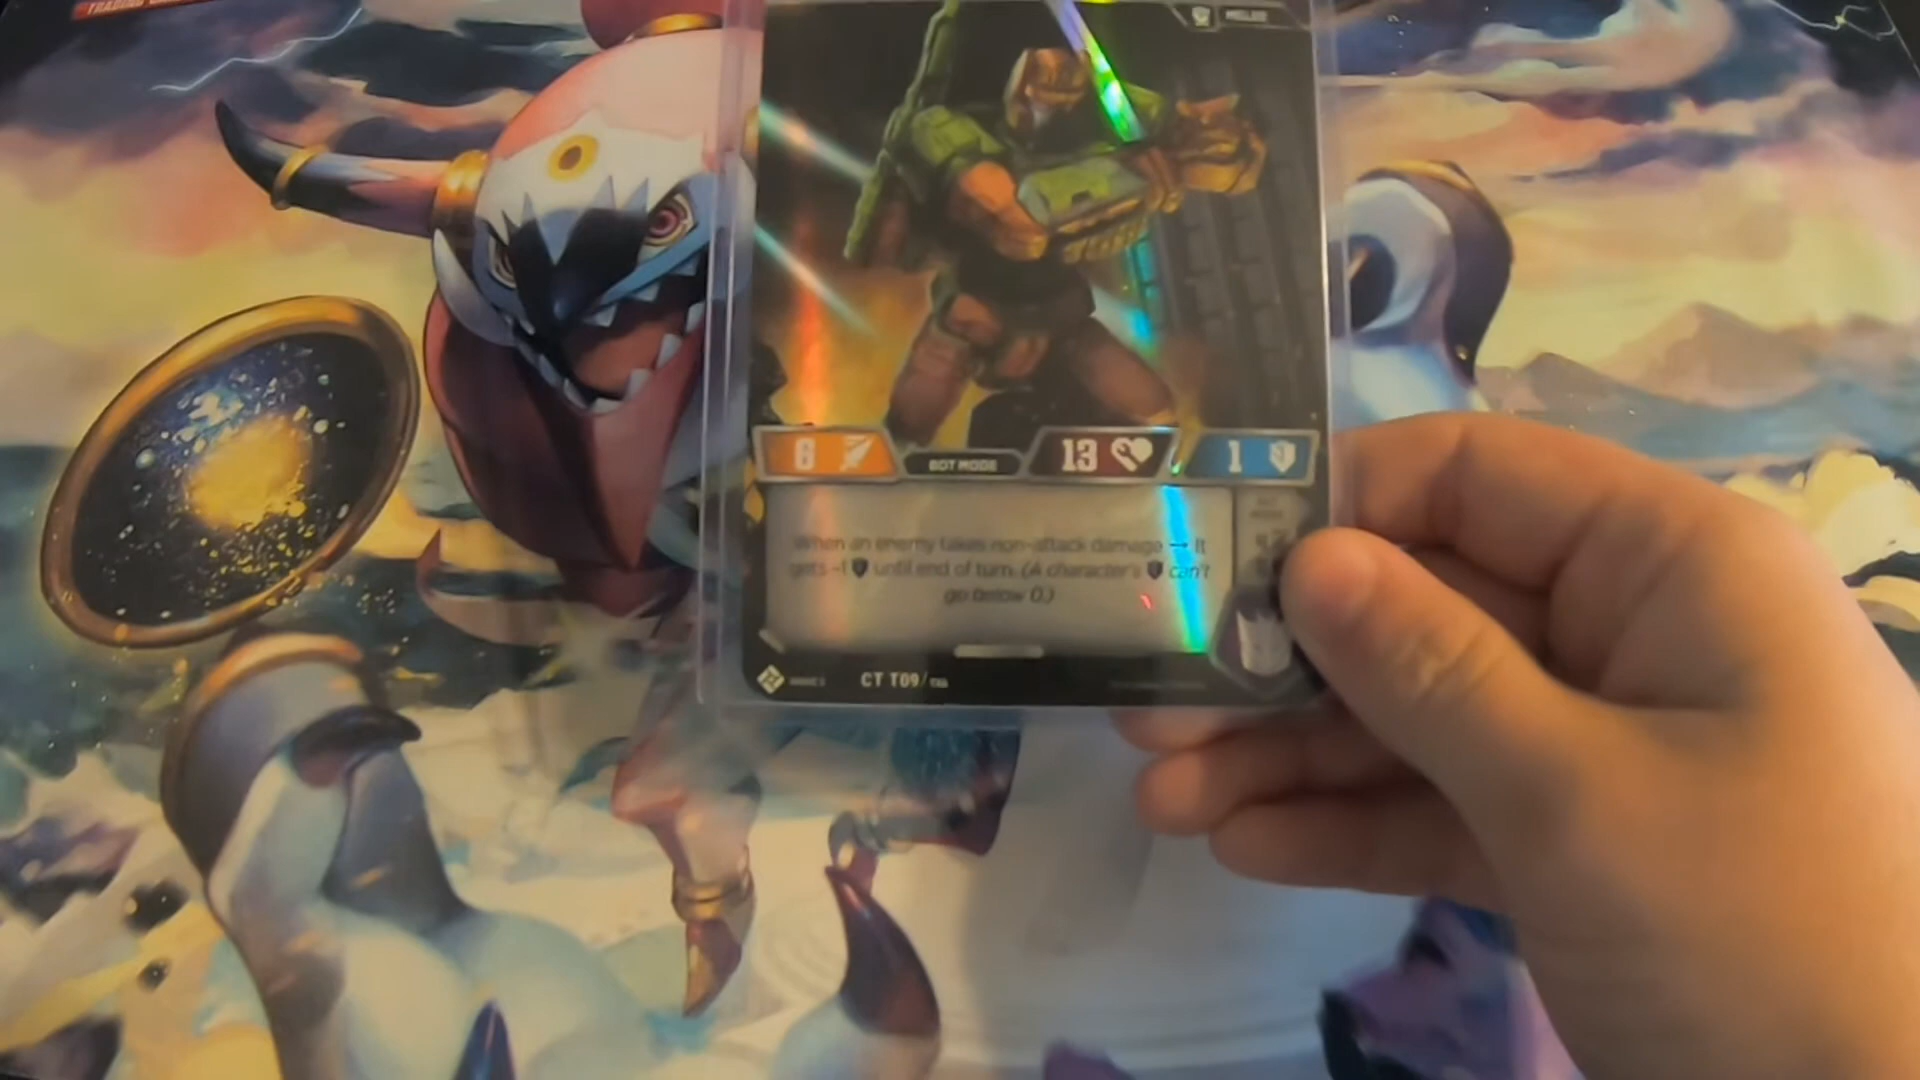 TRADING
MELEE
6
BOT MODE
13
1
When an enemy takes non-attack damage → it
gets -1 until end of turn. (A character's can't
go below 0.)
CT T09/